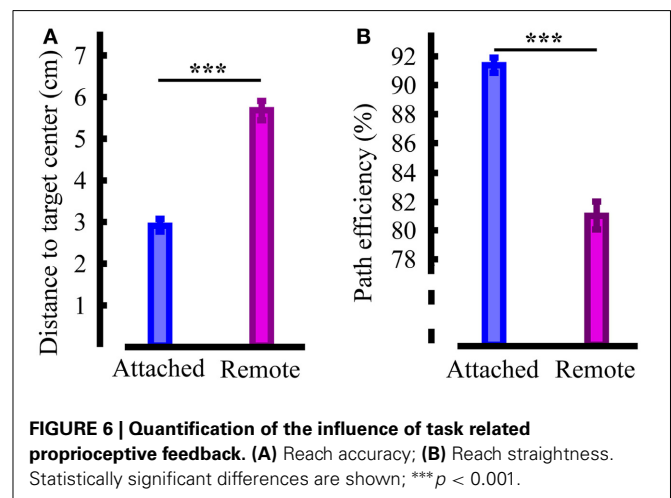 A
Distance to target center (cm)
7
6
5
4
3
2
1
***
Attached Remote
B
Path efficiency (%)
92
90
88
86
84
82
80
78
***
Attached Remote
FIGURE 6 | Quantification of the influence of task related
proprioceptive feedback. (A) Reach accuracy; (B) Reach straightness.
Statistically significant differences are shown; ***p < 0.001.